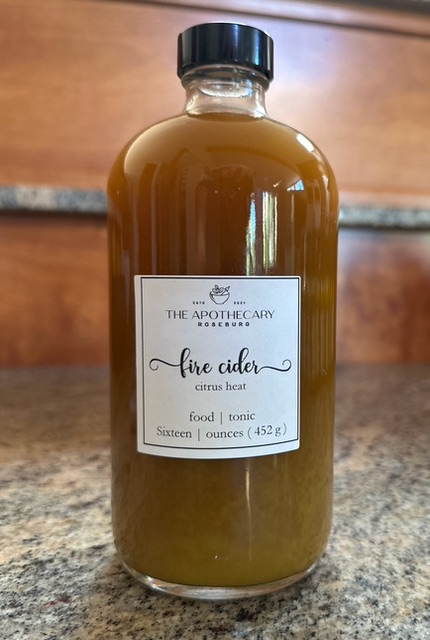 ESTD 2021
THE APOTHECARY
ROSEBURG
fire cider
citrus heat
food | tonic
Sixteen | ounces ( 452 g )